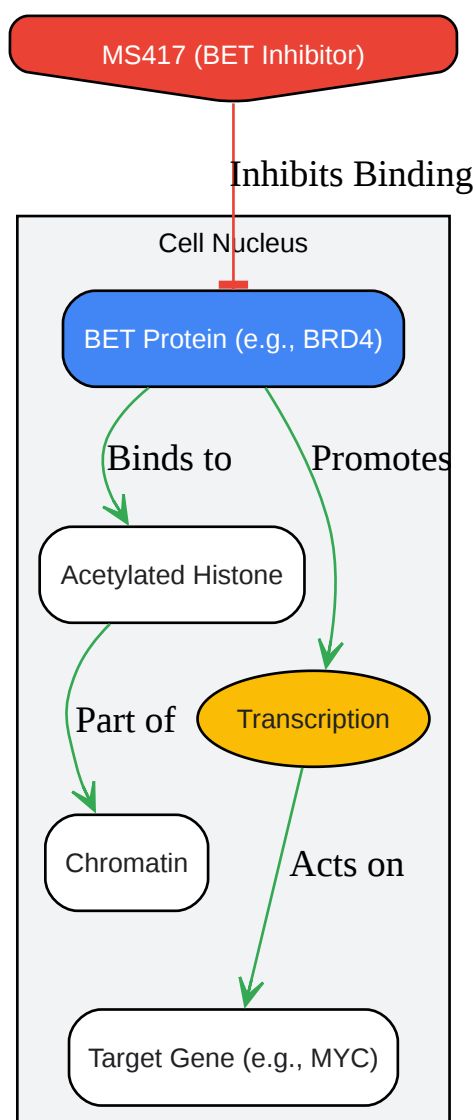 MS417 (BET Inhibitor)
Inhibits Binding
Cell Nucleus
BET Protein (e.g., BRD4)
Binds to
Promotes
Acetylated Histone
Part of
Transcription
Chromatin
Acts on
Target Gene (e.g., MYC)